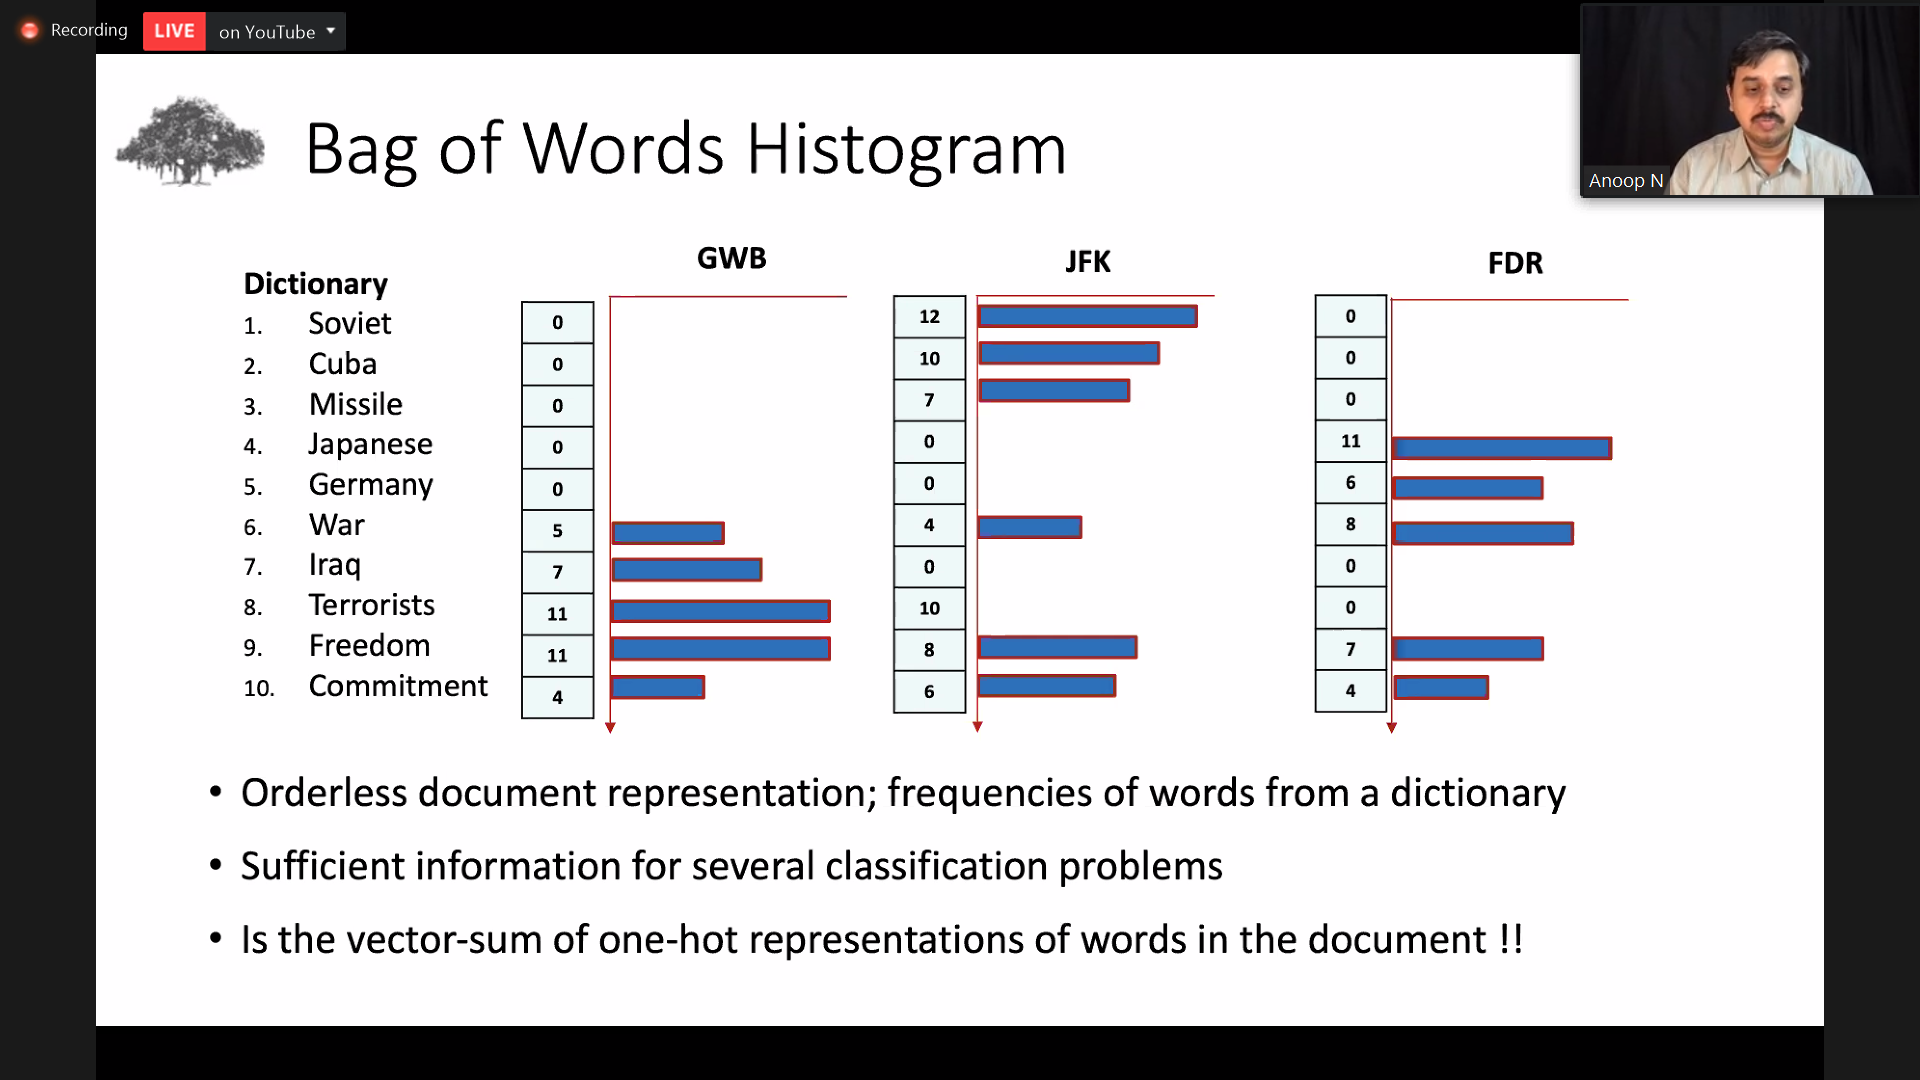 Recording
LIVE on YouTube
Anoop N
Bag of Words Histogram
Dictionary
1. Soviet
2. Cuba
3. Missile
4. Japanese
5. Germany
6. War
7. Iraq
8. Terrorists
9. Freedom
10. Commitment
GWB
0
0
0
0
0
5
7
11
11
4
JFK
12
10
7
0
0
4
0
10
8
6
FDR
0
0
0
11
6
8
0
0
7
4
• Orderless document representation; frequencies of words from a dictionary
• Sufficient information for several classification problems
• Is the vector-sum of one-hot representations of words in the document !!